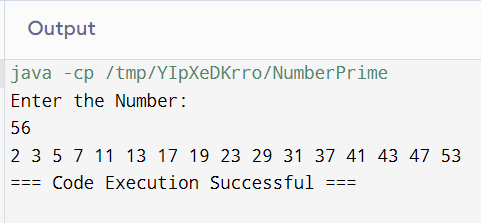 Output
java -cp /tmp/YIpXeDKrro/NumberPrime
Enter the Number:
56
2 3 5 7 11 13 17 19 23 29 31 37 41 43 47 53
=== Code Execution Successful ===